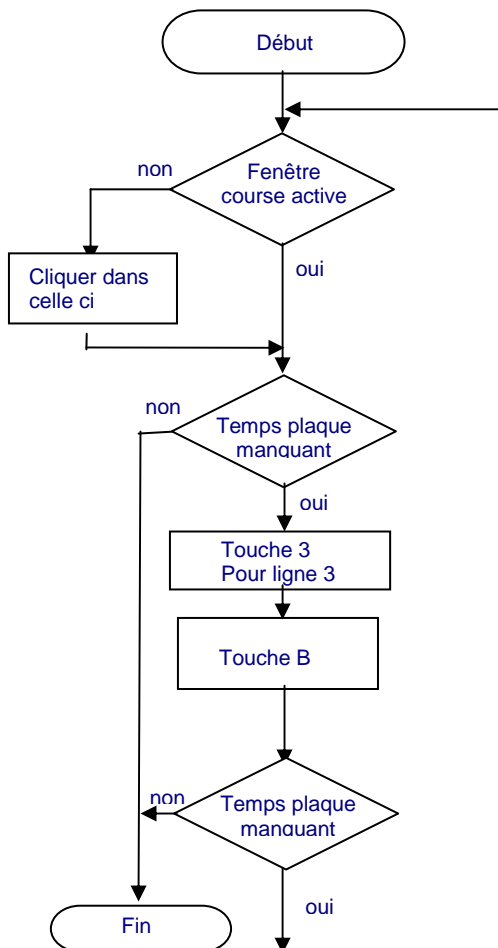 Début
non
Fenêtre
course active
oui
Cliquer dans
celle ci
non
Temps plaque
manquant
oui
Touche 3
Pour ligne 3
Touche B
non
Temps plaque
manquant
oui
Fin